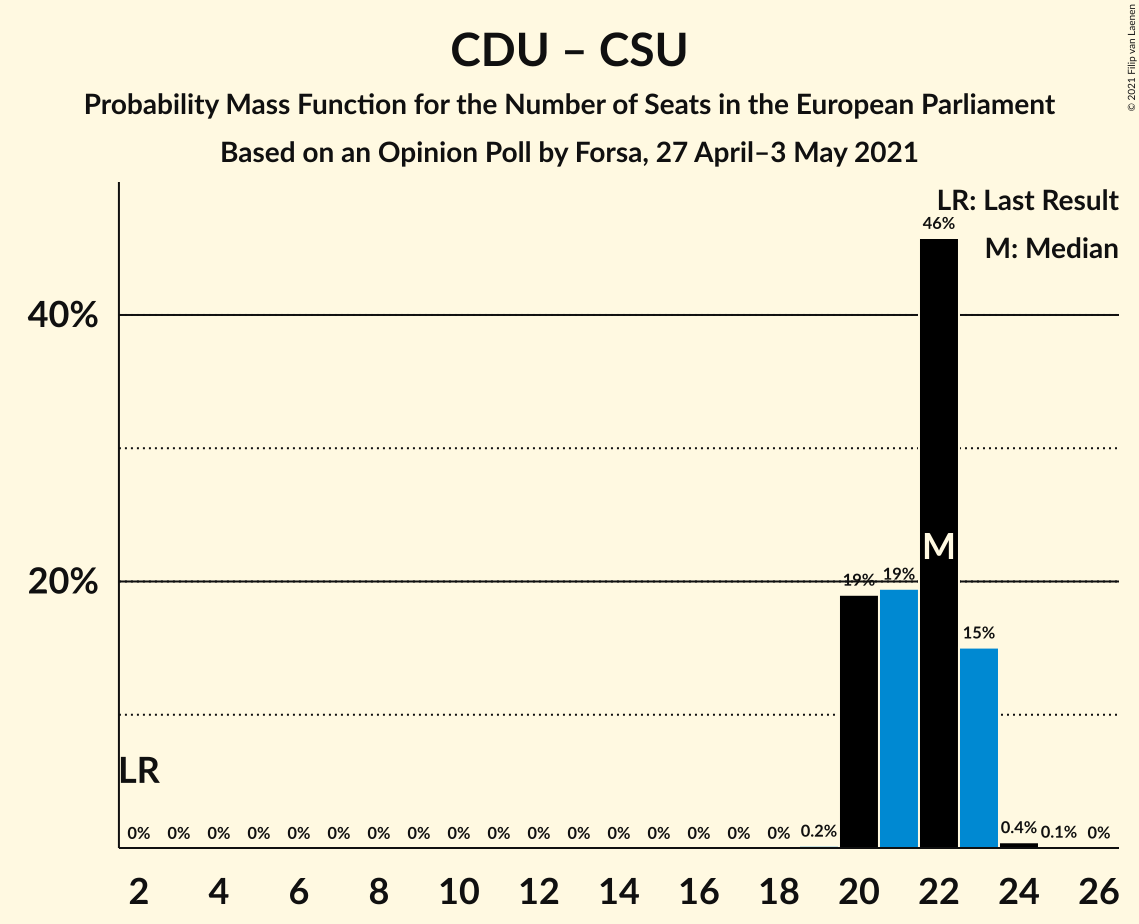 CDU – CSU
Probability Mass Function for the Number of Seats in the European Parliament
Based on an Opinion Poll by Forsa, 27 April–3 May 2021
© 2021 Filip van Laenen
LR: Last Result
M: Median
46%
40%
M
20%
19%
19%
15%
LR
0% 0% 0% 0% 0% 0% 0% 0% 0% 0% 0% 0% 0% 0% 0% 0% 0% 0.2% 0.4% 0.1% 0%
2 4 6 8 10 12 14 16 18 20 22 24 26